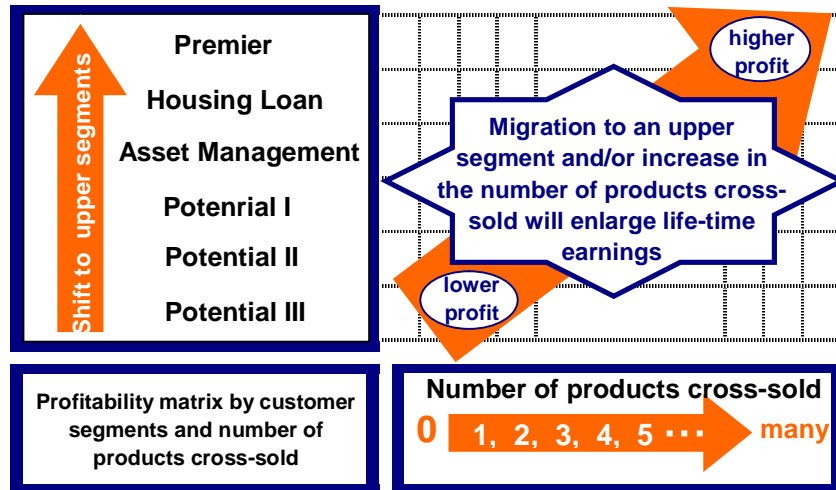 Shift to upper segments
Premier
Housing Loan
Asset Management
Potenrial I
Potential II
Potential III
higher
profit
Migration to an upper
segment and/or increase in
the number of products cross-
sold will enlarge life-time
earnings
lower
profit
Profitability matrix by customer
segments and number of
products cross-sold
Number of products cross-sold
0 1, 2, 3, 4, 5 ··· many